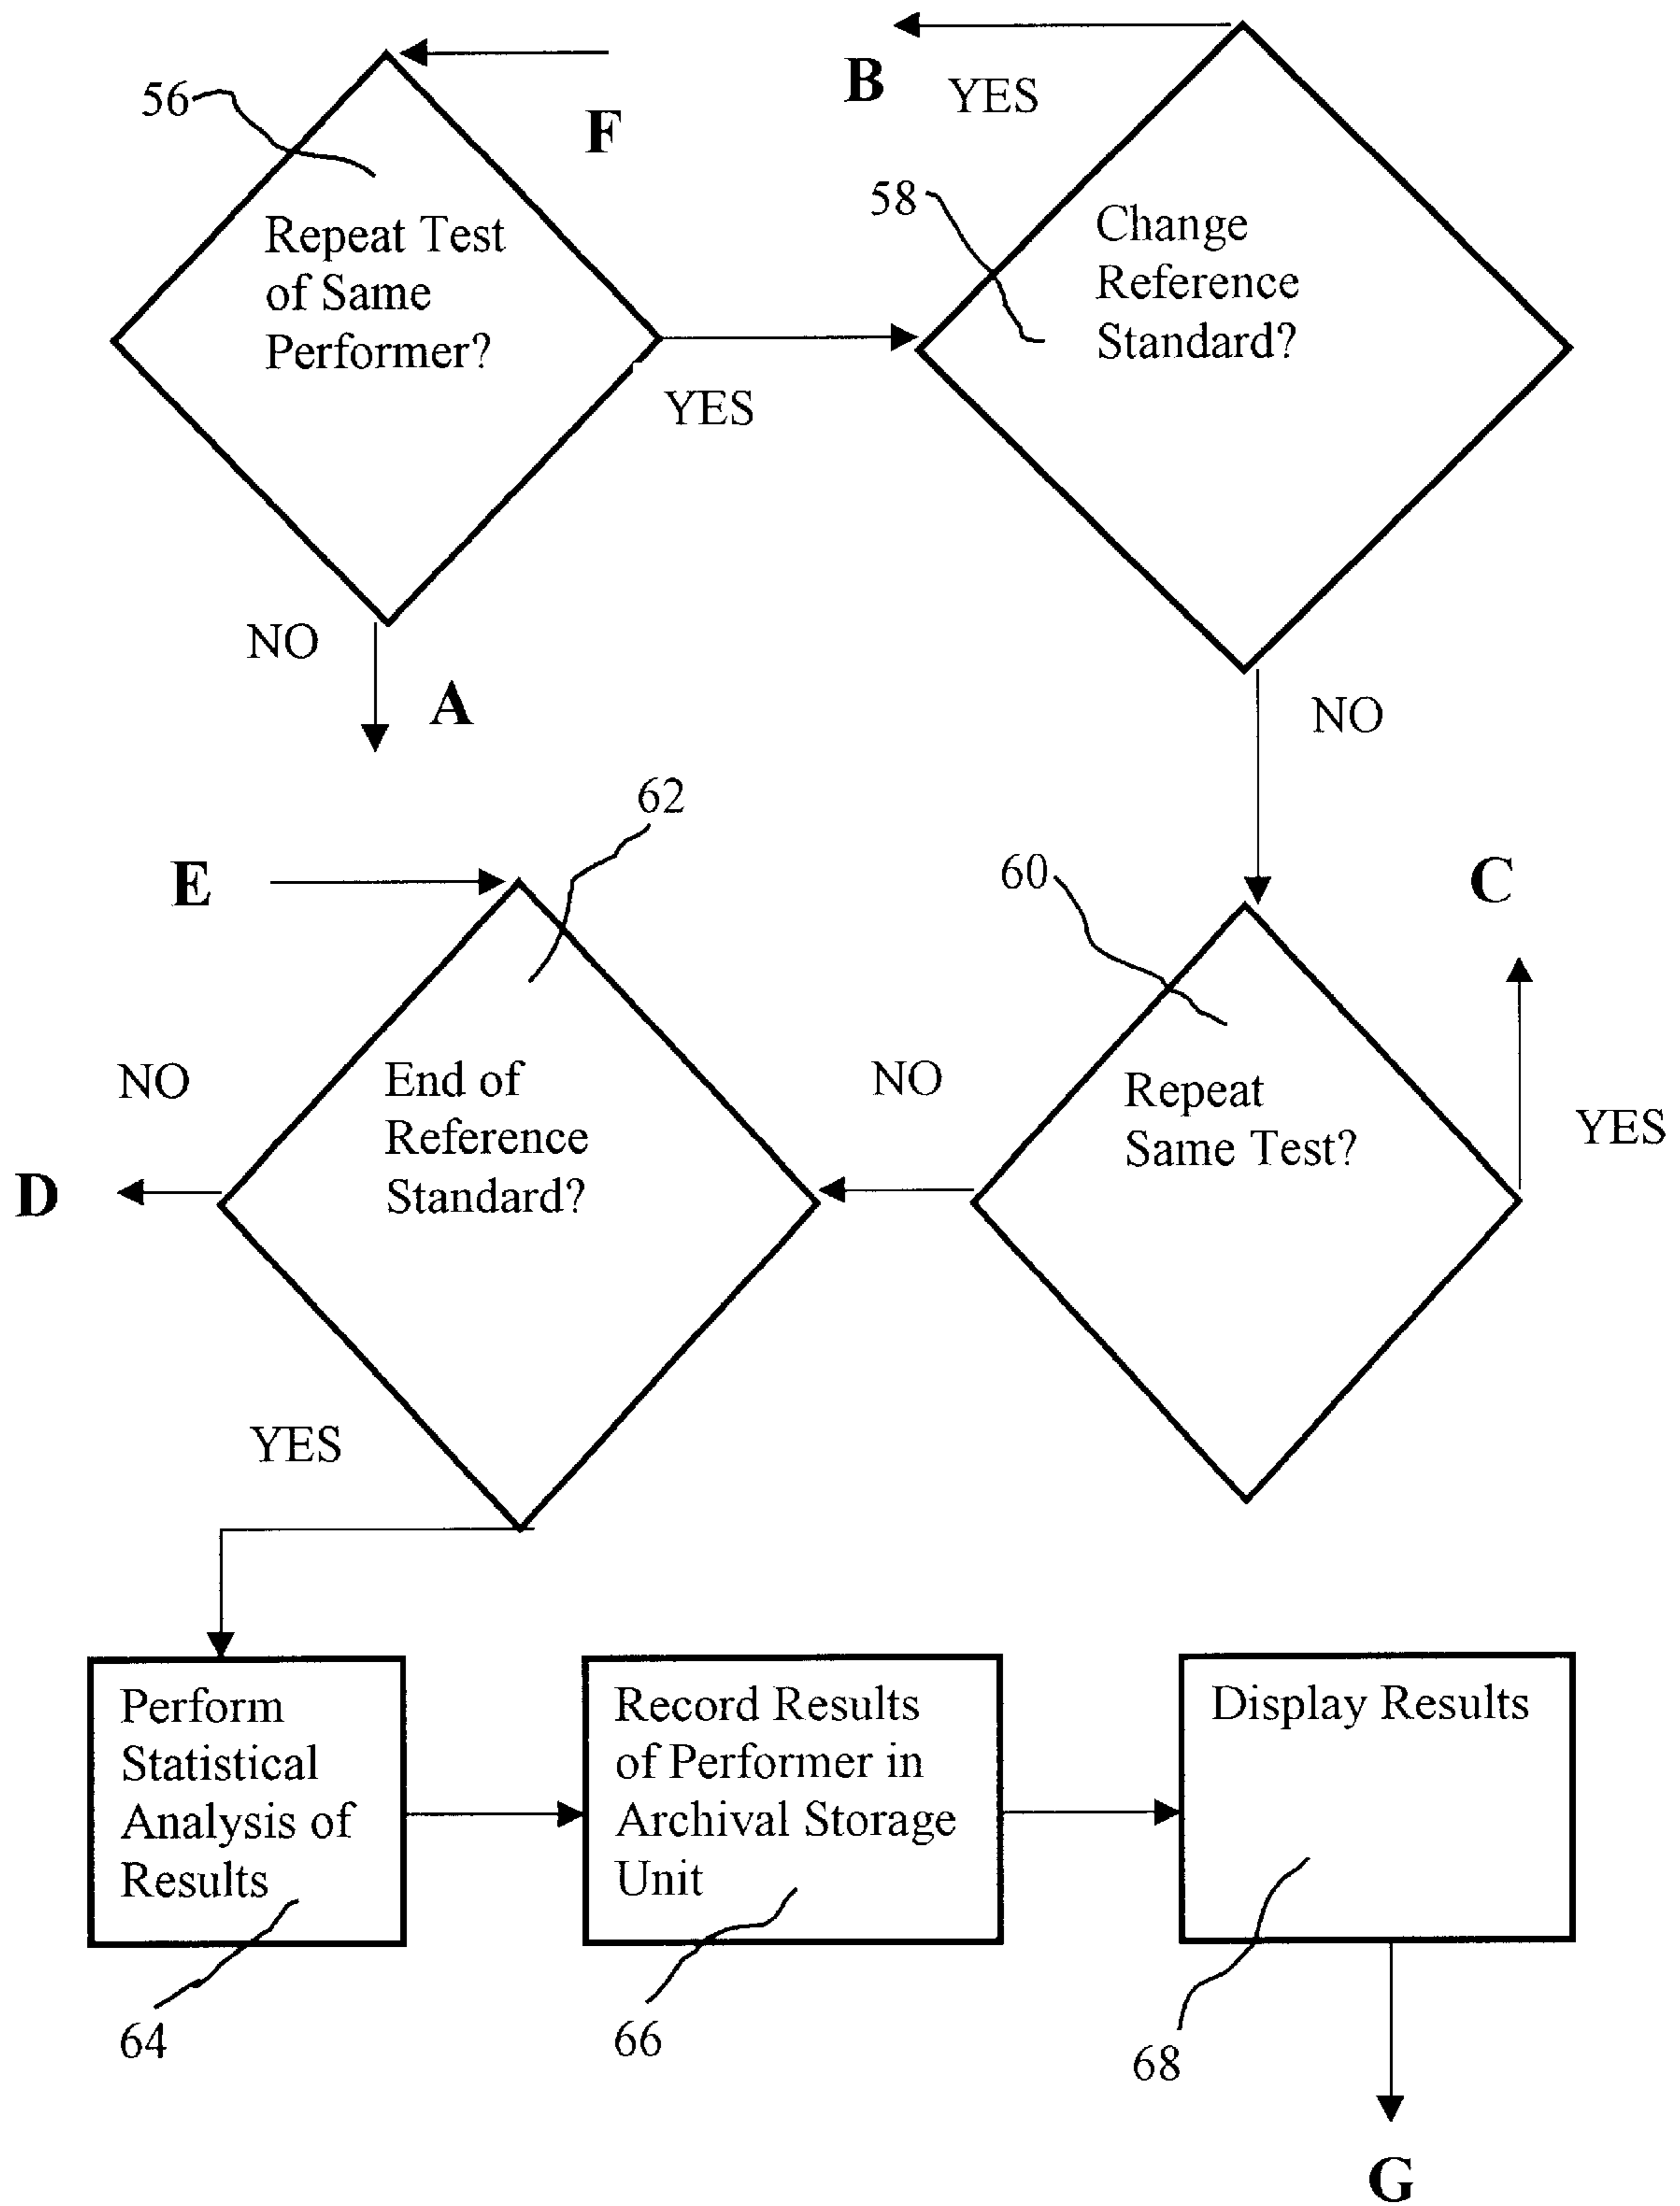 B
YES
56
F
58
Change
Reference
Standard?
Repeat Test
of Same
Performer?
YES
NO
A
NO
62
E
60
C
NO
End of
Reference
Standard?
NO
Repeat
Same Test?
YES
D
YES
Perform
Statistical
Analysis of
Results
Record Results
of Performer in
Archival Storage
Unit
Display Results
64
66
68
G